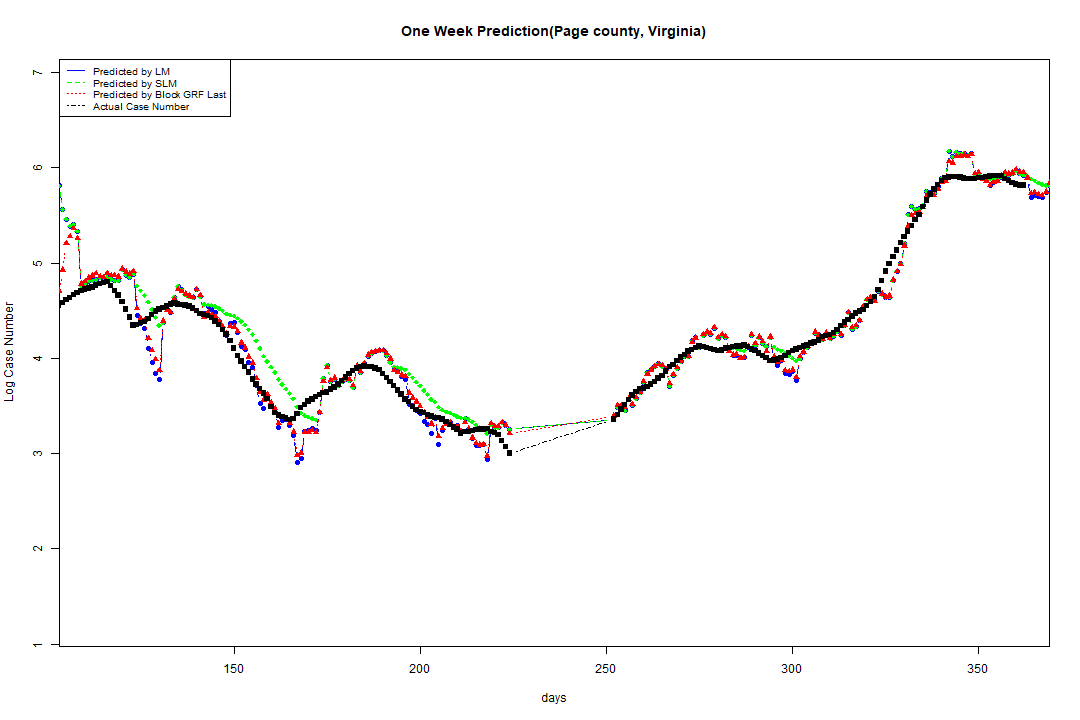 One Week Prediction(Page county, Virginia)
Predicted by LM
Predicted by SLM
Predicted by Block GRF Last
Actual Case Number
Log Case Number
7
6
5
4
3
2
1
150
200
250
300
350
days